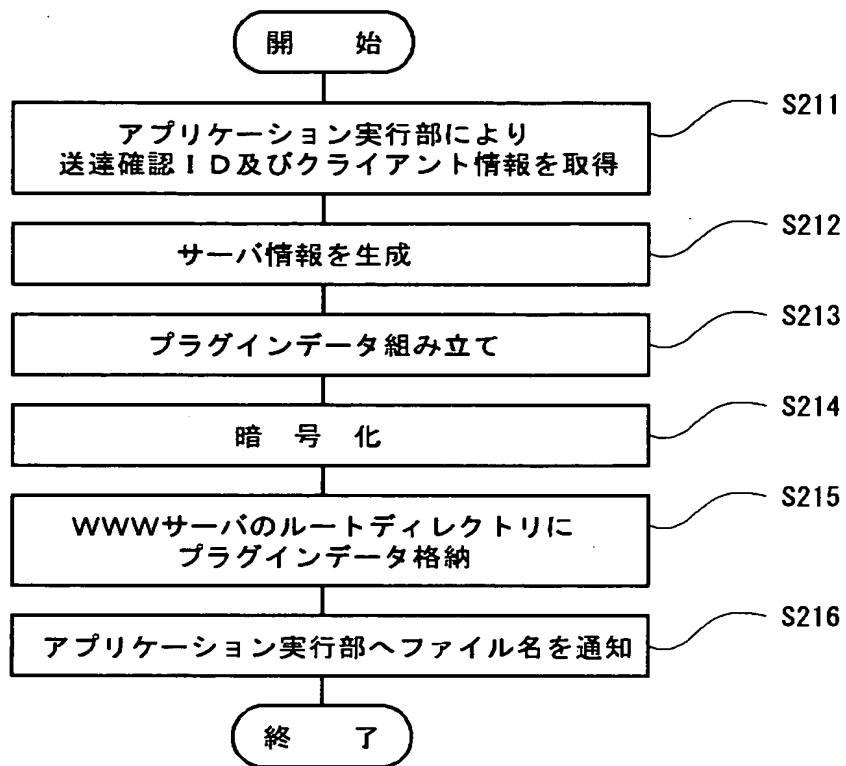 開 始
アプリケーション実行部により
送達確認ID及びクライアント情報を取得
S211
サーバ情報を生成
S212
プラグインデータ組み立て
S213
暗 号 化
S214
WWWサーバのルートディレクトリに
プラグインデータ格納
S215
アプリケーション実行部へファイル名を通知
S216
終 了